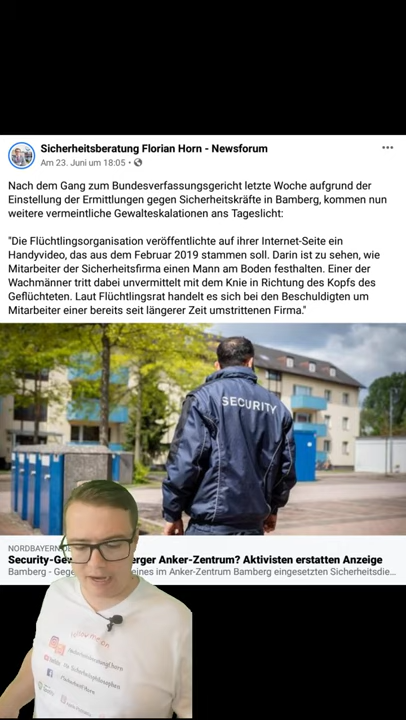 Sicherheitsberatung Florian Horn - Newsforum
Am 23. Juni um 18:05 •
Nach dem Gang zum Bundesverfassungsgericht letzte Woche aufgrund der
Einstellung der Ermittlungen gegen Sicherheitskräfte in Bamberg, kommen nun
weitere vermeintliche Gewalteskalationen ans Tageslicht:
"Die Flüchtlingsorganisation veröffentlichte auf ihrer Internet-Seite ein
Handyvideo, das aus dem Februar 2019 stammen soll. Darin ist zu sehen, wie
Mitarbeiter der Sicherheitsfirma einen Mann am Boden festhalten. Einer der
Wachmänner tritt dabei unvermittelt mit dem Knie in Richtung des Kopfs des
Geflüchteten. Laut Flüchtlingsrat handelt es sich bei den Beschuldigten um
Mitarbeiter einer bereits seit längerer Zeit umstrittenen Firma."
SECURITY
NORDBAYERN
Security-Gew erger Anker-Zentrum? Aktivisten erstatten Anzeige
Bamberg - Gege eines im Anker-Zentrum Bamberg eingesetzten Sicherheitsdie...